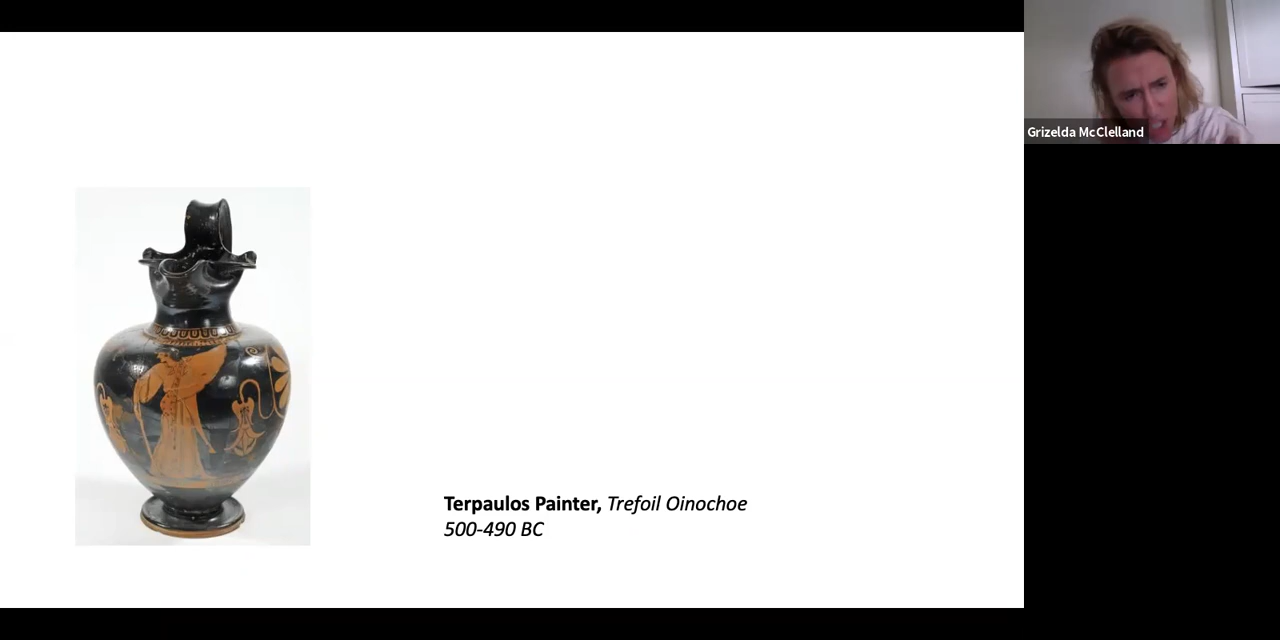 Grizelda McClelland
Terpaulos Painter, Trefoil Oinochoe
500-490 BC